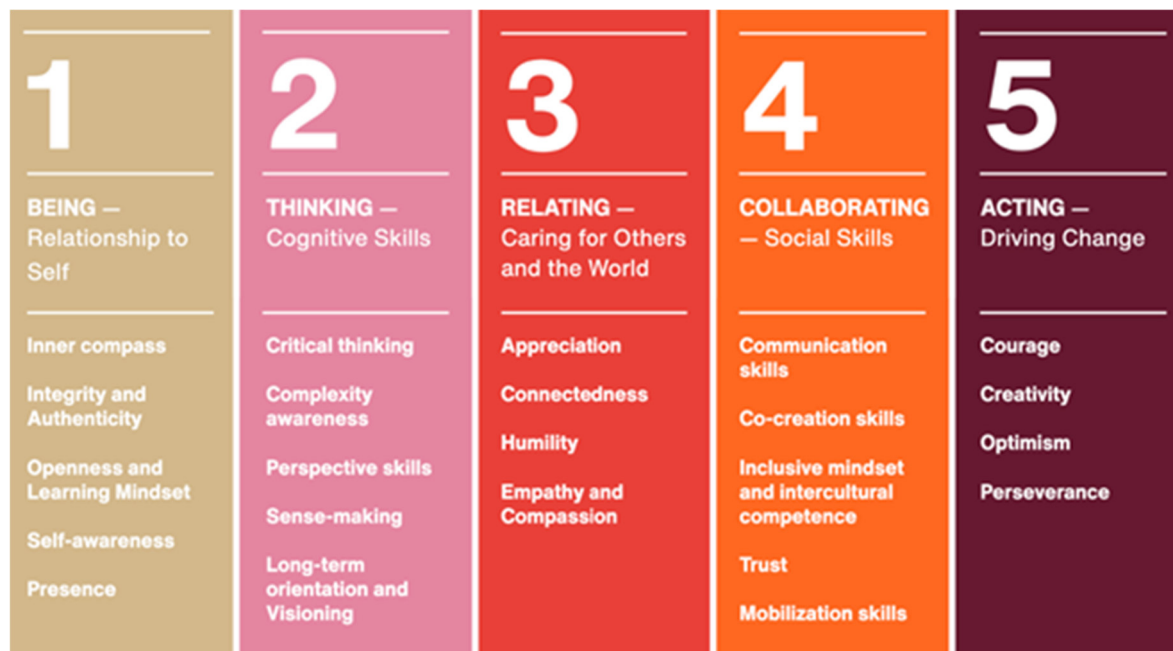 1
BEING —
Relationship to
Self
Inner compass
Integrity and
Authenticity
Openness and
Learning Mindset
Self-awareness
Presence
2
THINKING —
Cognitive Skills
Critical thinking
Complexity
awareness
Perspective skills
Sense-making
Long-term
orientation and
Visioning
3
RELATING —
Caring for Others
and the World
Appreciation
Connectedness
Humility
Empathy and
Compassion
4
COLLABORATING
— Social Skills
Communication
skills
Co-creation skills
Inclusive mindset
and intercultural
competence
Trust
Mobilization skills
5
ACTING —
Driving Change
Courage
Creativity
Optimism
Perseverance